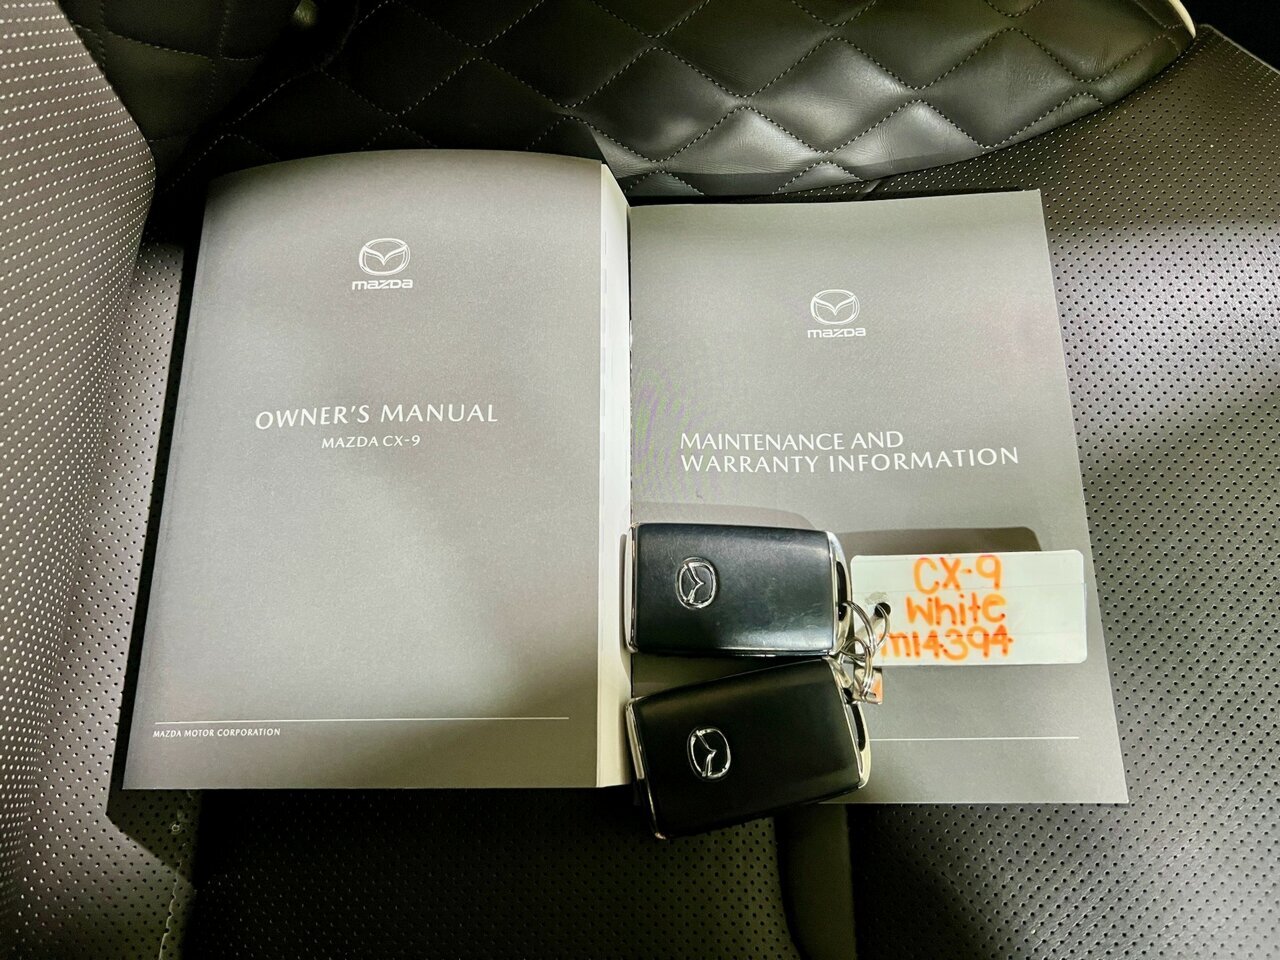 mazda
OWNER'S MANUAL
MAZDA CX-9
MAZDA MOTOR CORPORATION
mazda
MAINTENANCE AND
WARRANTY INFORMATION
CX-9
White
m14394